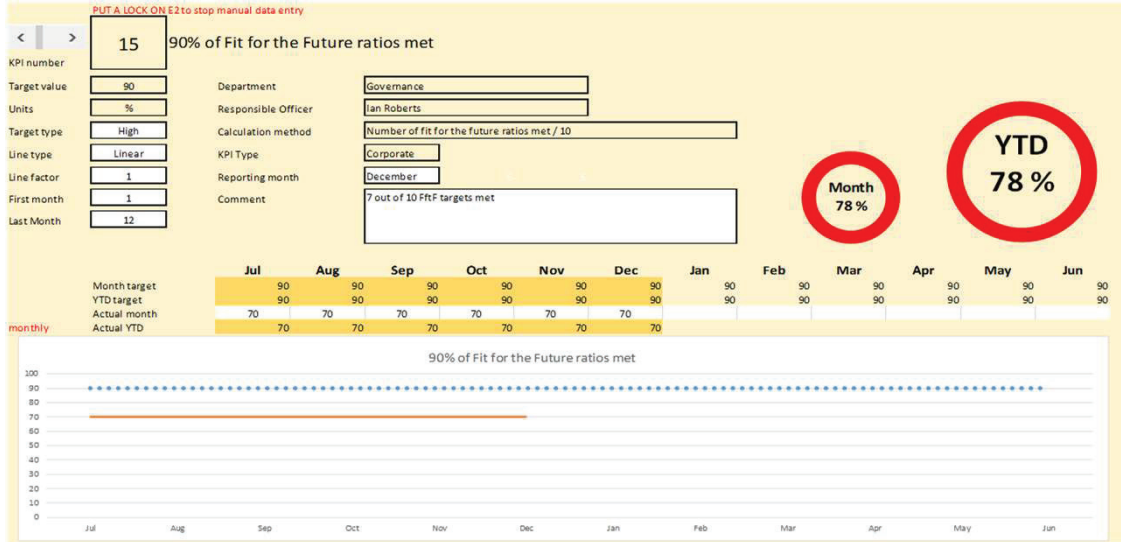 PUT A LOCK ON E2 to stop manual data entry
< >
KPI number 15 90% of Fit for the Future ratios met
Target value 90 Department Governance
Units % Responsible Officer Ian Roberts
Target type High Calculation method Number of fit for the future ratios met / 10
Line type Linear KPI Type Corporate
Line factor 1 Reporting month December
First month 1 Comment 7 out of 10 FftF targets met
Last Month 12
Month
78 %
YTD
78 %
Jul Aug Sep Oct Nov Dec Jan Feb Mar Apr May Jun
Month target 90 90 90 90 90 90 90 90 90 90 90 90
YTD target 90 90 90 90 90 90 90 90 90 90 90 90
Actual month 70 70 70 70 70 70
monthly Actual YTD 70 70 70 70 70 70
90% of Fit for the Future ratios met
100
90
80
70
60
50
40
30
20
10
0
Jul Aug Sep Oct Nov Dec Jan Feb Mar Apr May Jun